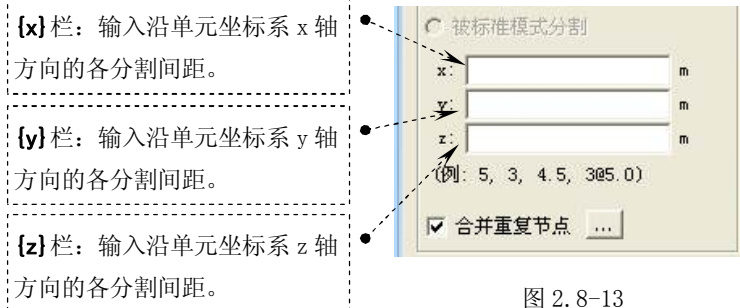 {x}栏：输入沿单元坐标系 x 轴
方向的各分割间距。
{y}栏：输入沿单元坐标系 y 轴
方向的各分割间距。
{z}栏：输入沿单元坐标系 z 轴
方向的各分割间距。
被标准模式分割
x: m
y: m
z: m
(例: 5, 3, 4.5, 3@5.0)
合并重复节点 ...
图 2.8-13